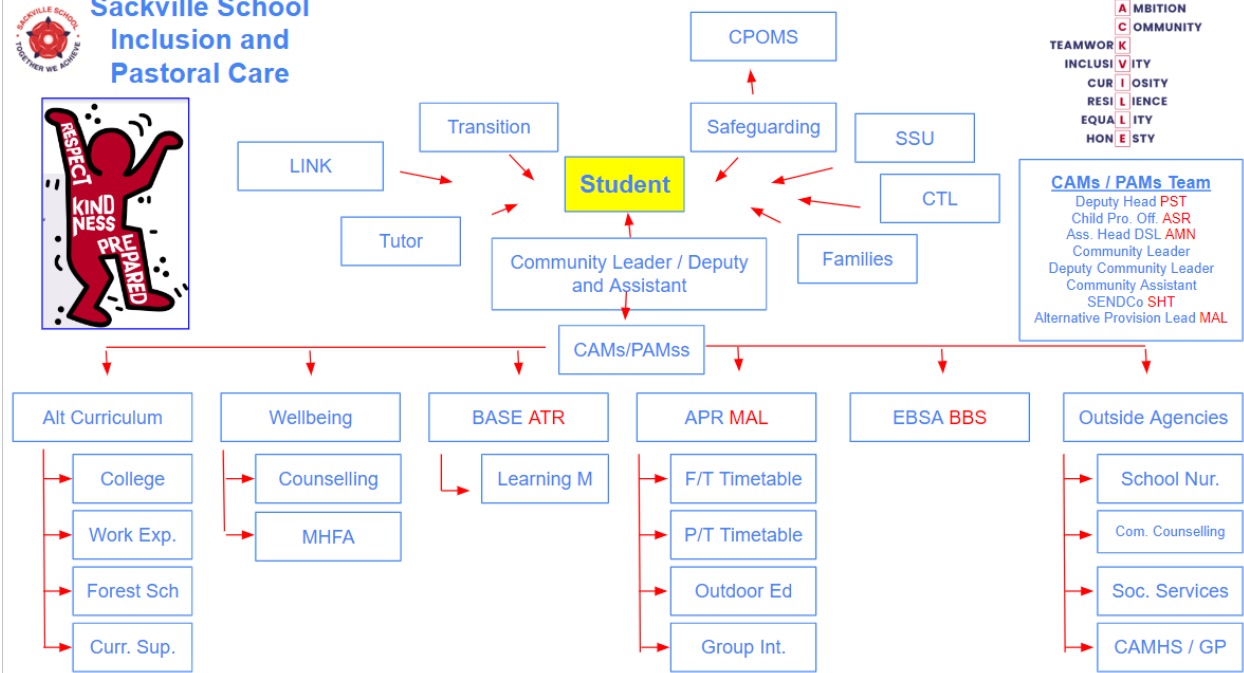 Sackville School
Inclusion and
Pastoral Care
SACKVILLE SCHOOL
TOGETHER WE ACHIEVE
AMBITION
COMMUNITY
TEAMWORK
INCLUSIVITY
CURIOSITY
RESILIENCE
EQUALITY
HONESTY
RESPECT
KIND
NESS
PREPARED
CPOMS
Transition
Safeguarding
SSU
LINK
Student
CTL
Tutor
Families
Community Leader / Deputy
and Assistant
CAMs / PAMs Team
Deputy Head PST
Child Pro. Off. ASR
Ass. Head DSL AMN
Community Leader
Deputy Community Leader
Community Assistant
SENDCo SHT
Alternative Provision Lead MAL
CAMs/PAMss
Alt Curriculum
College
Work Exp.
Forest Sch
Curr. Sup.
Wellbeing
Counselling
MHFA
BASE ATR
Learning M
APR MAL
F/T Timetable
P/T Timetable
Outdoor Ed
Group Int.
EBSA BBS
Outside Agencies
School Nur.
Com. Counselling
Soc. Services
CAMHS / GP